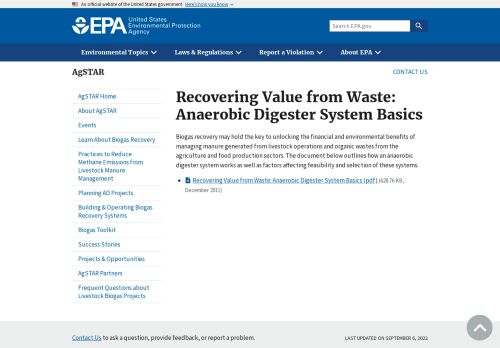 An official website of the United States government Here's how you know
EPA United States
Environmental Protection
Agency
Search EPA.gov
Environmental Topics
Laws & Regulations
Report a Violation
About EPA
AgSTAR
CONTACT US
AgSTAR Home
About AgSTAR
Events
Learn About Biogas Recovery
Practices to Reduce
Methane Emissions from
Livestock Manure
Management
Planning AD Projects
Building & Operating Biogas
Recovery Systems
Biogas Toolkit
Success Stories
Projects & Opportunities
AgSTAR Partners
Frequent Questions about
Livestock Biogas Projects
Recovering Value from Waste:
Anaerobic Digester System Basics
Biogas recovery may hold the key to unlocking the financial and environmental benefits of
managing manure generated from livestock operations and organic wastes from the
agriculture and food production sectors. The document below outlines how an anaerobic
digester system works as well as factors affecting feasibility and selection of these systems.
Recovering Value from Waste: Anaerobic Digester System Basics (pdf) (628.76 KB,
December 2011)
Contact Us to ask a question, provide feedback, or report a problem.
LAST UPDATED ON SEPTEMBER 6, 2022